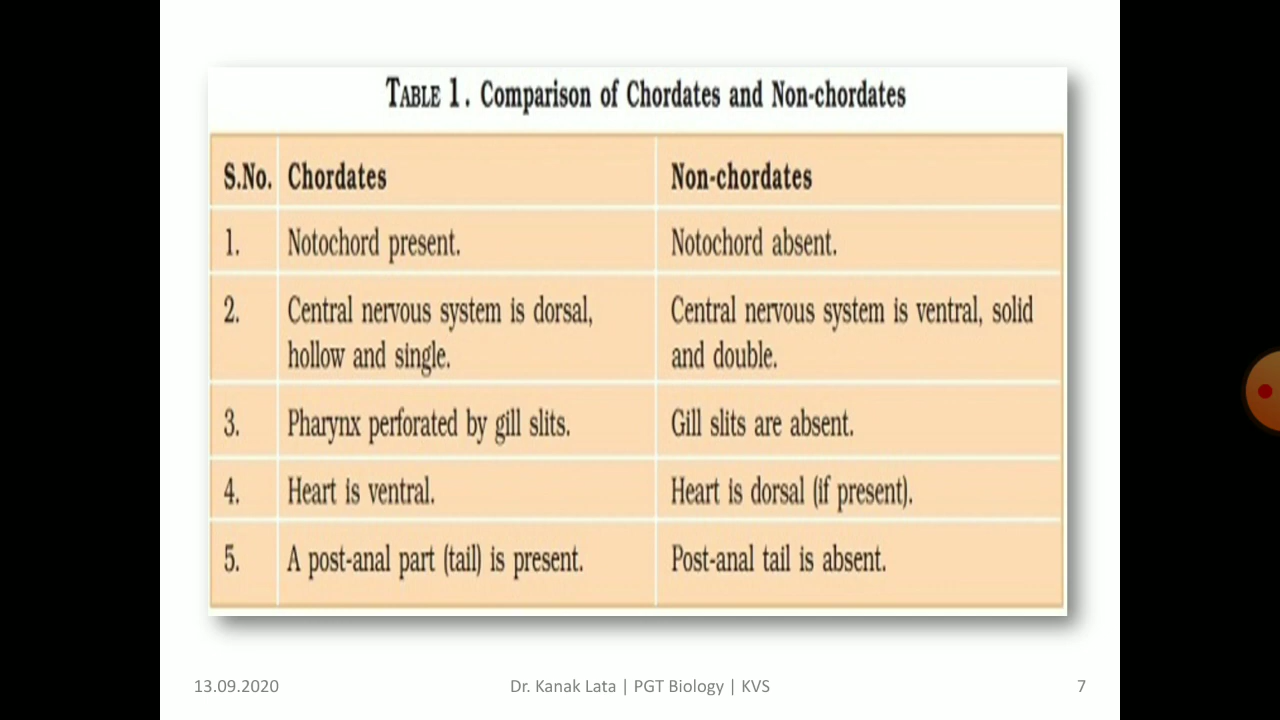 TABLE 1. Comparison of Chordates and Non-chordates
S.No. Chordates Non-chordates
1. Notochord present. Notochord absent.
2. Central nervous system is dorsal, Central nervous system is ventral, solid
hollow and single. and double.
3. Pharynx perforated by gill slits. Gill slits are absent.
4. Heart is ventral. Heart is dorsal (if present).
5. A post-anal part (tail) is present. Post-anal tail is absent.
13.09.2020 Dr. Kanak Lata | PGT Biology | KVS 7